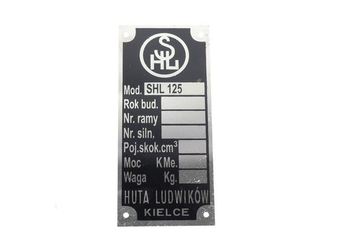 SHL
Mod. SHL 125
Rok bud.
Nr. ramy
Nr. siln.
Poj.skok.cm³
Moc KMe.
Waga Kg.
HUTA LUDWIKÓW
KIELCE